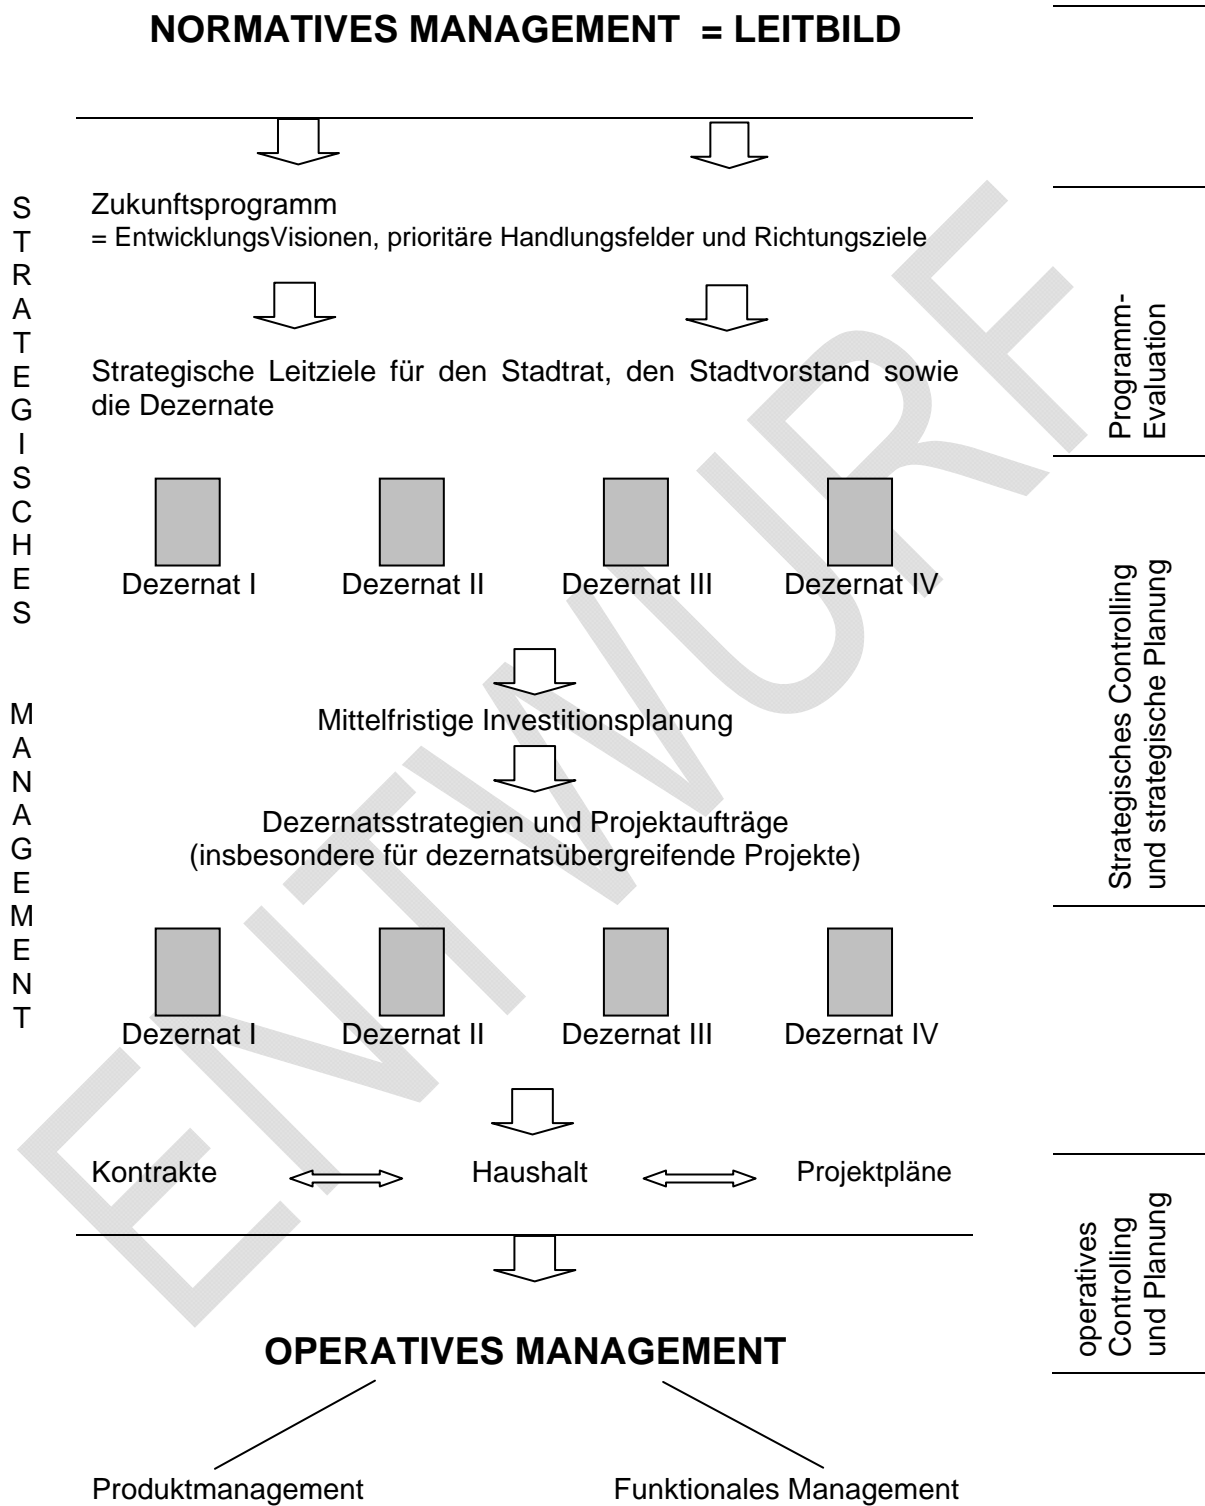 NORMATIVES MANAGEMENT = LEITBILD
STRATEGISCHES MANAGEMENT
Zukunftsprogramm
= EntwicklungsVisionen, prioritäre Handlungsfelder und Richtungsziele
Strategische Leitziele für den Stadtrat, den Stadtvorstand sowie
die Dezernate
Dezernat I Dezernat II Dezernat III Dezernat IV
Mittelfristige Investitionsplanung
Dezernatsstrategien und Projektaufträge
(insbesondere für dezernatsübergreifende Projekte)
Dezernat I Dezernat II Dezernat III Dezernat IV
Kontrakte Haushalt Projektpläne
OPERATIVES MANAGEMENT
Produktmanagement Funktionales Management
Programm-
Evaluation
Strategisches Controlling
und strategische Planung
operatives
Controlling
und Planung
ENTWURF